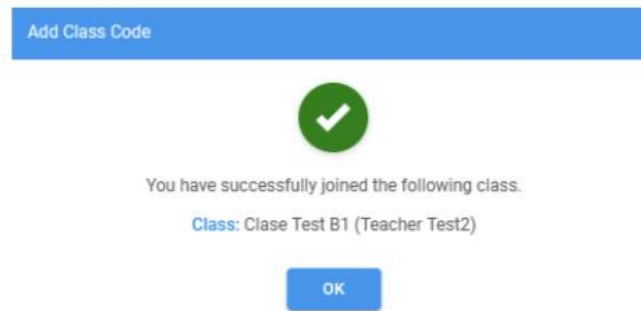 Add Class Code
You have successfully joined the following class.
Class: Clase Test B1 (Teacher Test2)
OK